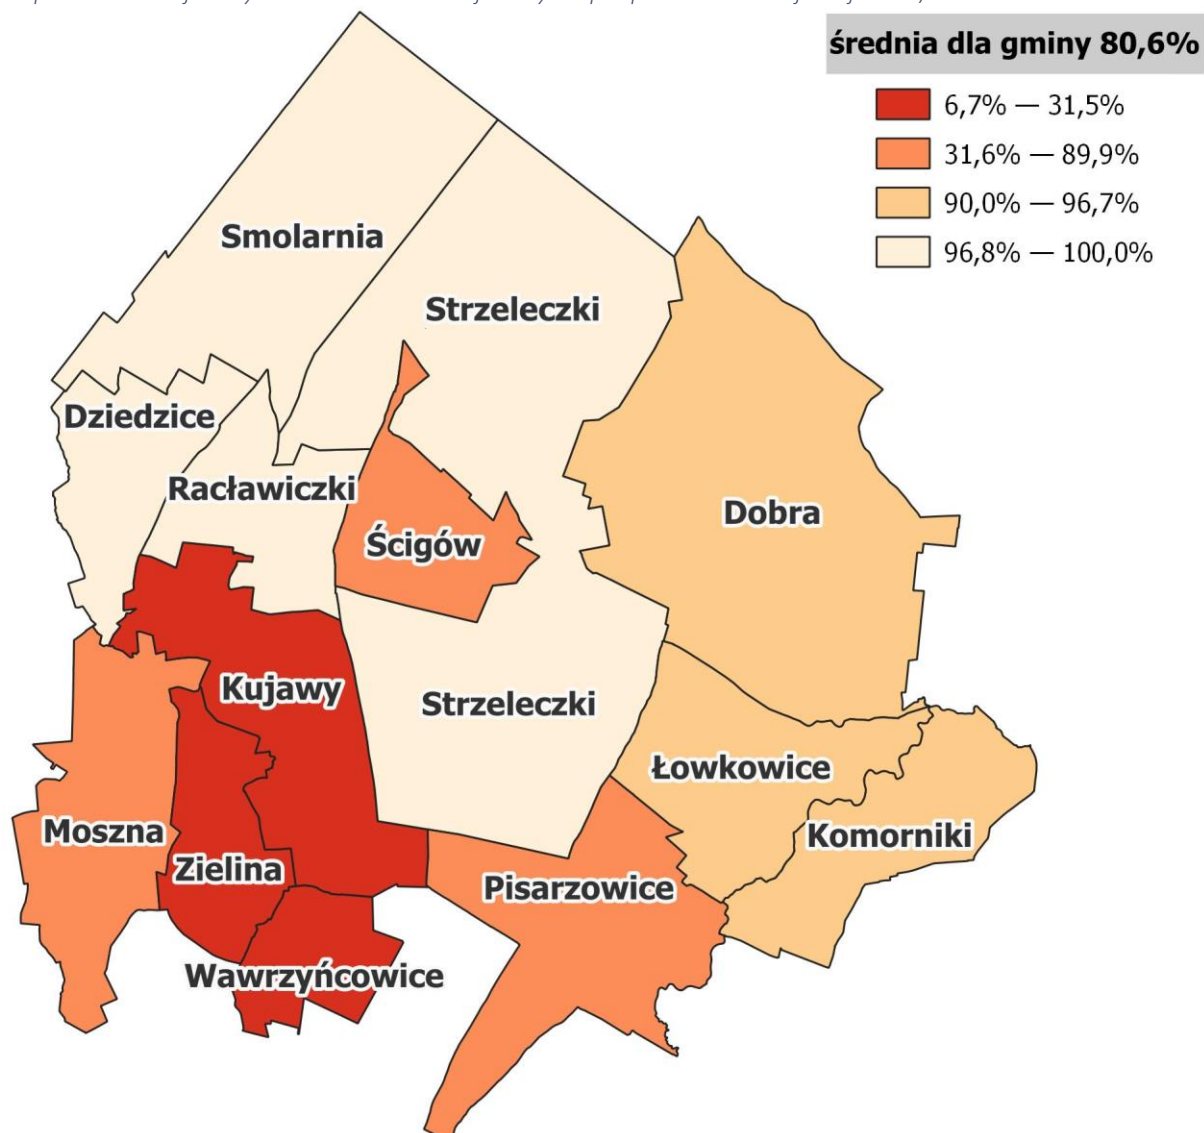 średnia dla gminy 80,6%
6,7% — 31,5%
31,6% — 89,9%
90,0% — 96,7%
96,8% — 100,0%
Smolarnia
Strzeleczki
Dziedzice
Racławiczki
Dobra
Ścigów
Kujawy
Strzeleczki
Łowkowice
Moszna
Komorniki
Zielina
Pisarzowice
Wawrzyńcowice